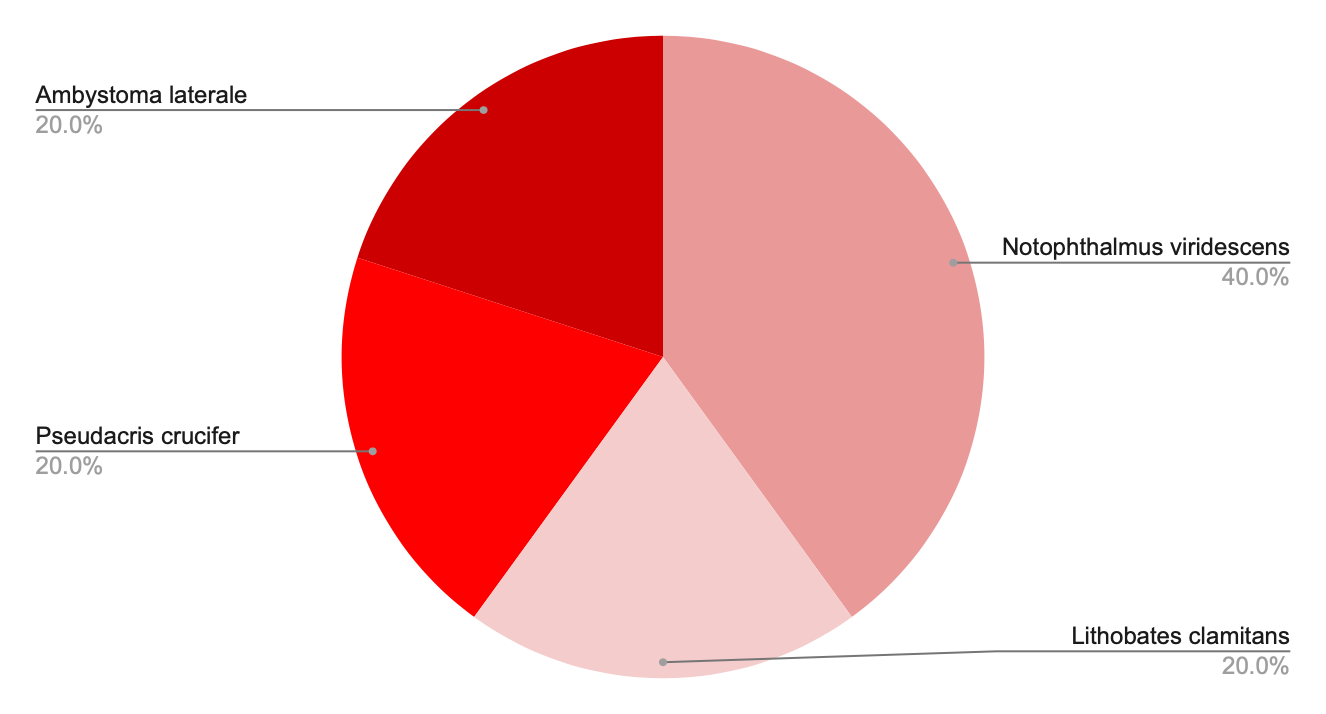 Ambystoma laterale
20.0%
Notophthalmus viridescens
40.0%
Pseudacris crucifer
20.0%
Lithobates clamitans
20.0%